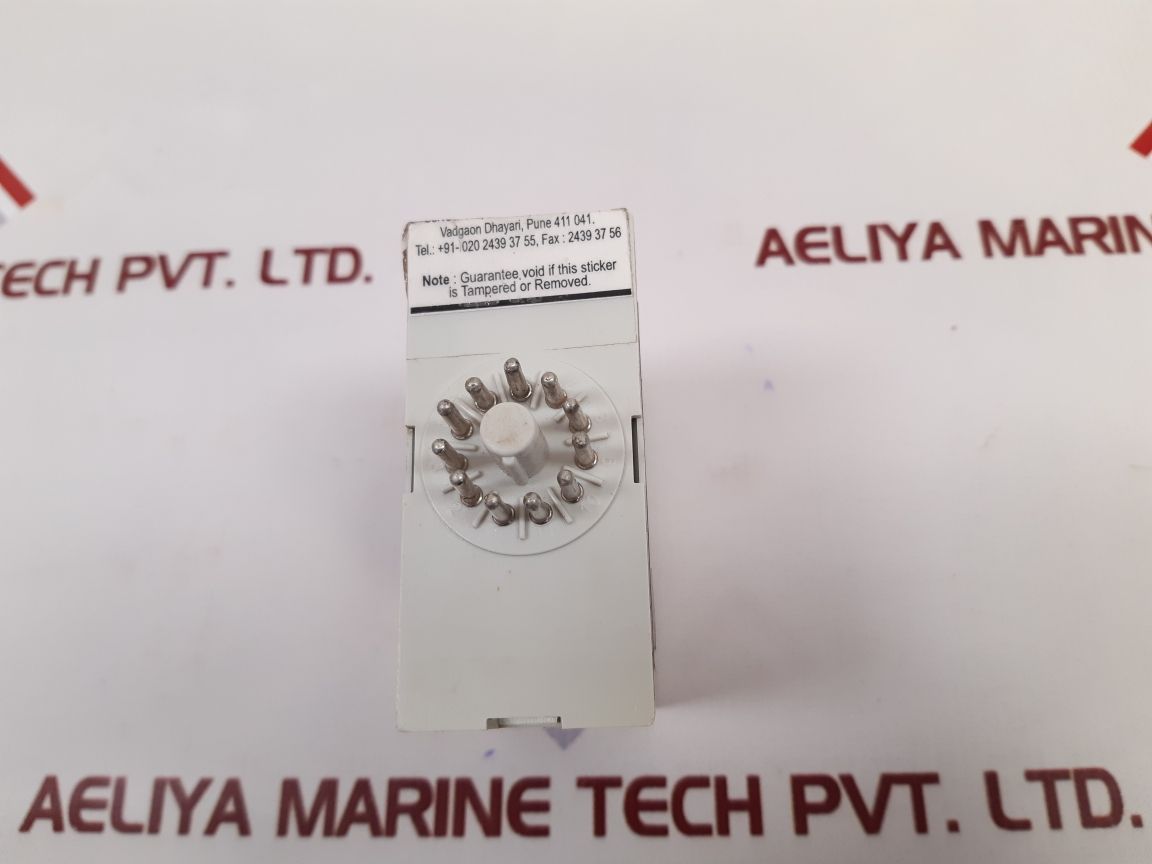 Vadgaon Dhayari, Pune 411 041.
Tel.: +91- 020 2439 37 55, Fax : 2439 37 56
Note : Guarantee void if this sticker
is Tampered or Removed.
AELIYA MARIN
TECH PVT. LTD.
AELIYA MARINE TECH PVT. LTD.